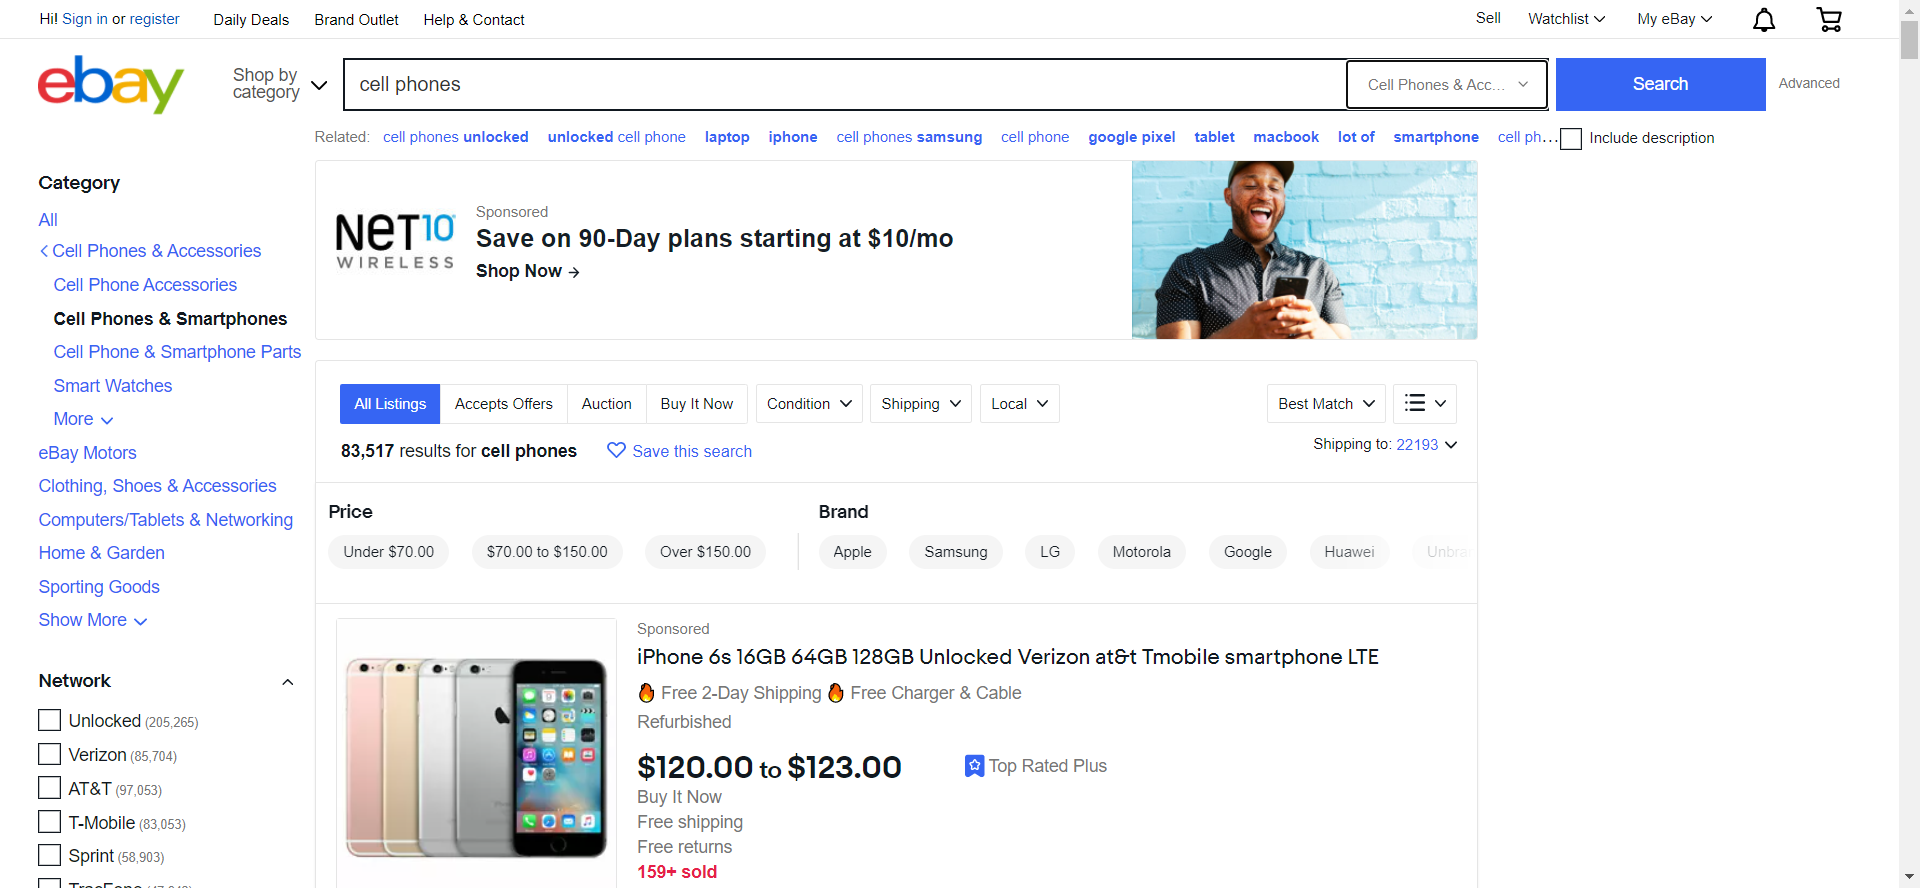 Hi! Sign in or register Daily Deals Brand Outlet Help & Contact Sell Watchlist My eBay
ebay Shop by category cell phones Cell Phones & Acc... Search Advanced
Related: cell phones unlocked unlocked cell phone laptop iphone cell phones samsung cell phone google pixel tablet macbook lot of smartphone cell ph... Include description
Category
All
Cell Phones & Accessories
Cell Phone Accessories
Cell Phones & Smartphones
Cell Phone & Smartphone Parts
Smart Watches
More
eBay Motors
Clothing, Shoes & Accessories
Computers/Tablets & Networking
Home & Garden
Sporting Goods
Show More
Network
Unlocked (205,265)
Verizon (85,704)
AT&T (97,053)
T-Mobile (83,053)
Sprint (58,903)
NET10
WIRELESS
Sponsored
Save on 90-Day plans starting at $10/mo
Shop Now →
All Listings Accepts Offers Auction Buy It Now Condition Shipping Local Best Match
83,517 results for cell phones Save this search Shipping to: 22193
Price Brand
Under $70.00 $70.00 to $150.00 Over $150.00 Apple Samsung LG Motorola Google Huawei
Sponsored
iPhone 6s 16GB 64GB 128GB Unlocked Verizon at&t Tmobile smartphone LTE
🔥 Free 2-Day Shipping 🔥 Free Charger & Cable
Refurbished
$120.00 to $123.00 Top Rated Plus
Buy It Now
Free shipping
Free returns
159+ sold